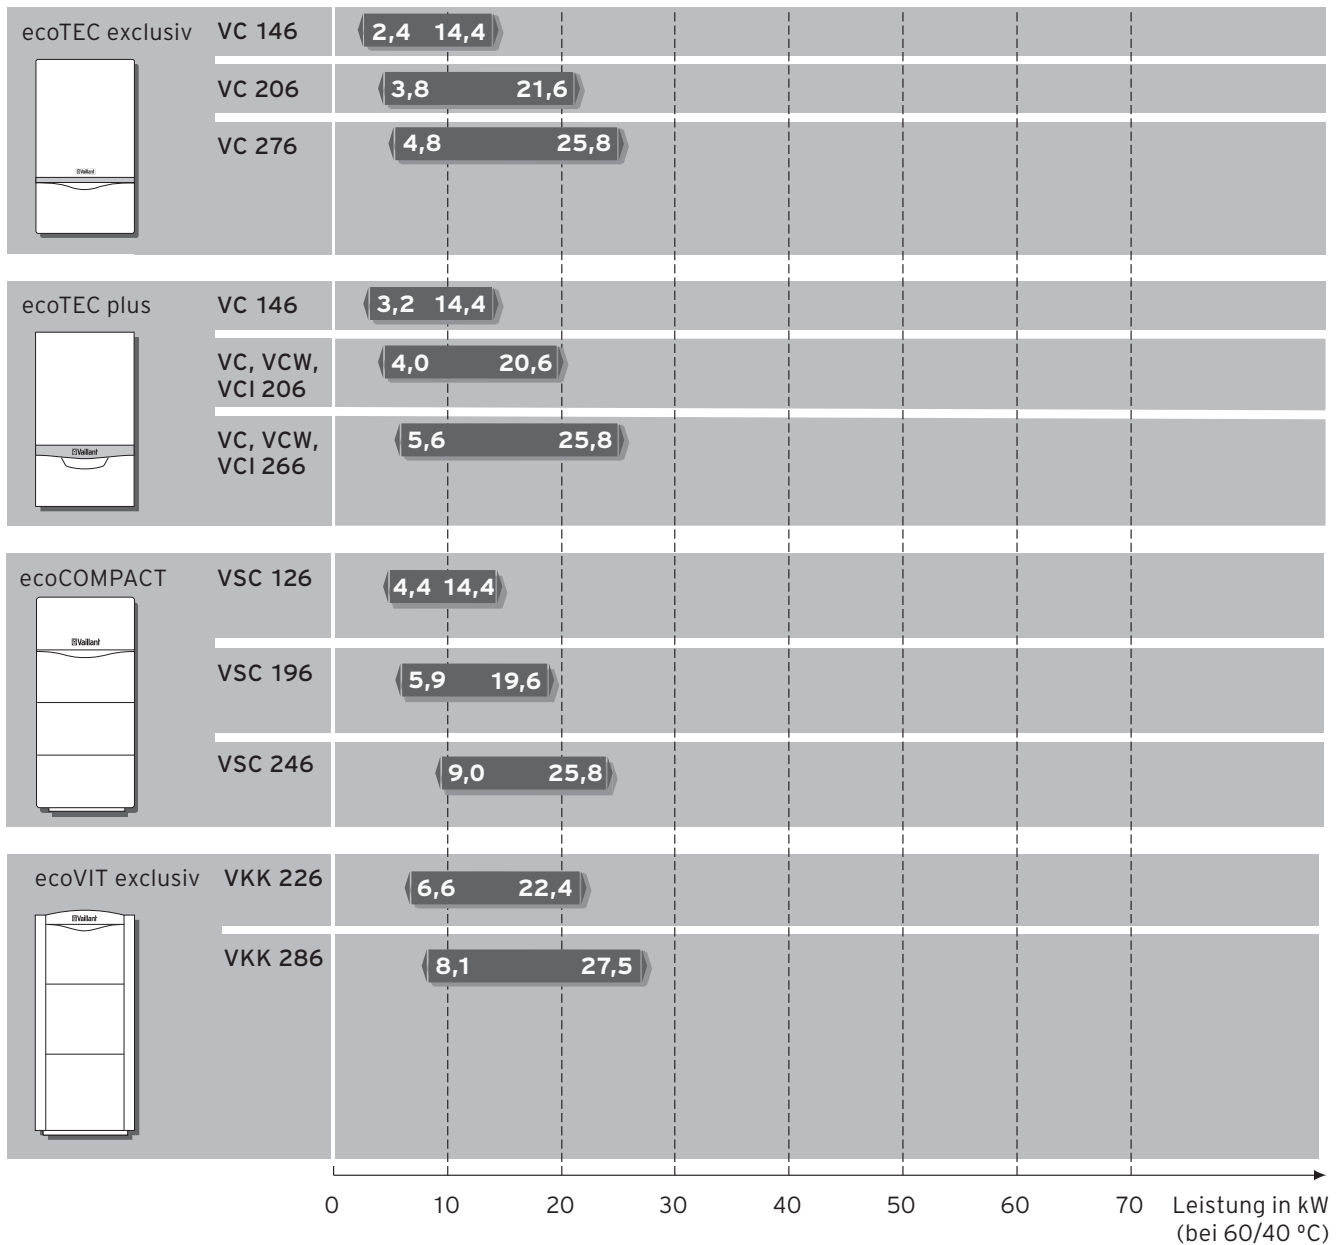 ecoTEC exclusiv VC 146 2,4 14,4
VC 206 3,8 21,6
VC 276 4,8 25,8
Vaillant
ecoTEC plus VC 146 3,2 14,4
VC, VCW, 4,0 20,6
VCI 206
VC, VCW, 5,6 25,8
VCI 266
Vaillant
ecoCOMPACT VSC 126 4,4 14,4
Vaillant
VSC 196 5,9 19,6
VSC 246 9,0 25,8
ecoVIT exclusiv VKK 226 6,6 22,4
Vaillant
VKK 286 8,1 27,5
0 10 20 30 40 50 60 70 Leistung in kW
(bei 60/40 °C)